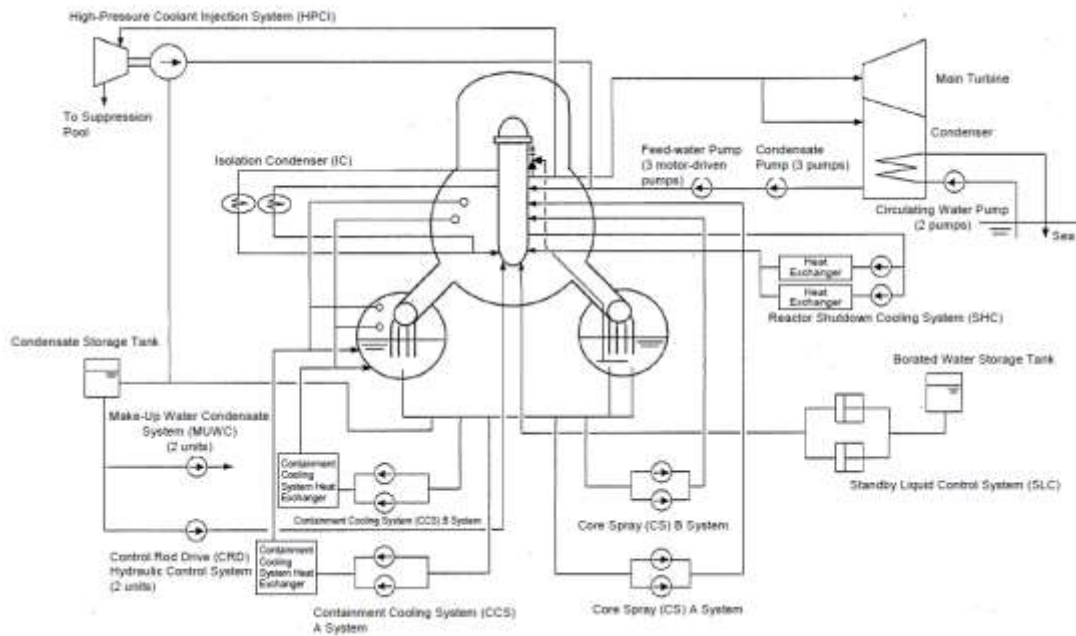 High-Pressure Coolant Injection System (HPCI)
To Suppression
Pool
Isolation Condenser (IC)
Main Turbine
Condenser
Feed-water Pump
(3 motor-driven
pumps)
Condensate
Pump (3 pumps)
Circulating Water Pump
(2 pumps)
Sea
Heat
Exchanger
Heat
Exchanger
Reactor Shutdown Cooling System (SHC)
Condensate Storage Tank
Borated Water Storage Tank
Make-Up Water Condensate
System (MUWC)
(2 units)
Containment
Cooling
System Heat
Exchanger
Containment Cooling System (CCS) B System
Core Spray (CS) B System
Standby Liquid Control System (SLC)
Control Rod Drive (CRD)
Hydraulic Control System
(2 units)
Containment
Cooling
System Heat
Exchanger
Containment Cooling System (CCS)
A System
Core Spray (CS) A System